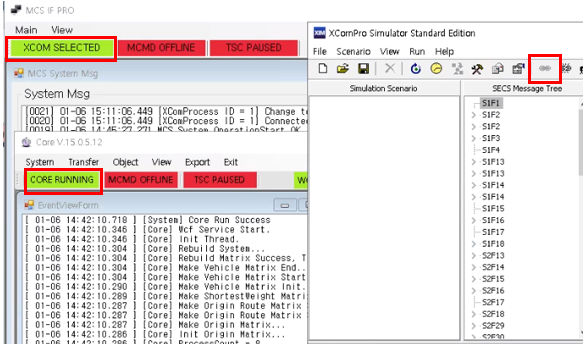 MCS IF PRO
Main View
XCOM SELECTED MCMD OFFLINE TSC PAUSED
MCS System Msg
System Msg
[0021] 01-06 15:11:06.449 [XComProcess ID = 1] Change to
[0020] 01-06 15:11:06.449 [XComProcess ID = 1] Connected
[0019] 01-06 14:45:27.271 MCS System OperationStart OK
Core V.15.0.5.12
System Transfer Object View Export Exit
CORE RUNNING MCMD OFFLINE TSC PAUSED
EventViewForm
[ 01-06 14:42:10.718 ] [System] Core Run Success
[ 01-06 14:42:10.346 ] [Core] Wcf Service Start.
[ 01-06 14:42:10.346 ] [Core] Init Thread.
[ 01-06 14:42:10.304 ] [Core] Rebuild System...
[ 01-06 14:42:10.304 ] [Core] Rebuild Matrix Success, T
[ 01-06 14:42:10.304 ] [Core] Make Vehicle Matrix End..
[ 01-06 14:42:10.304 ] [Core] Make Vehicle Matrix Start
[ 01-06 14:42:10.290 ] [Core] Make Vehicle Matrix Init.
[ 01-06 14:42:10.289 ] [Core] Make ShortestWeight Matri
[ 01-06 14:42:10.287 ] [Core] Make Origin Route Matrix
[ 01-06 14:42:10.287 ] [Core] Make Origin Route Matrix
[ 01-06 14:42:10.287 ] [Core] Init Origin Matrix...
[ 01-06 14:42:10.286 ] [Core] ProcessCount = 8
XIM XComPro Simulator Standard Edition
File Scenario View Run Help
Simulation Scenario
SECS Message Tree
S1F1
S1F2
S1F2
S1F3
S1F4
S1F13
S1F13
S1F14
S1F14
S1F15
S1F16
S1F17
S1F18
S2F13
S2F14
S2F15
S2F16
S2F17
S2F18
S2F29
S2F30